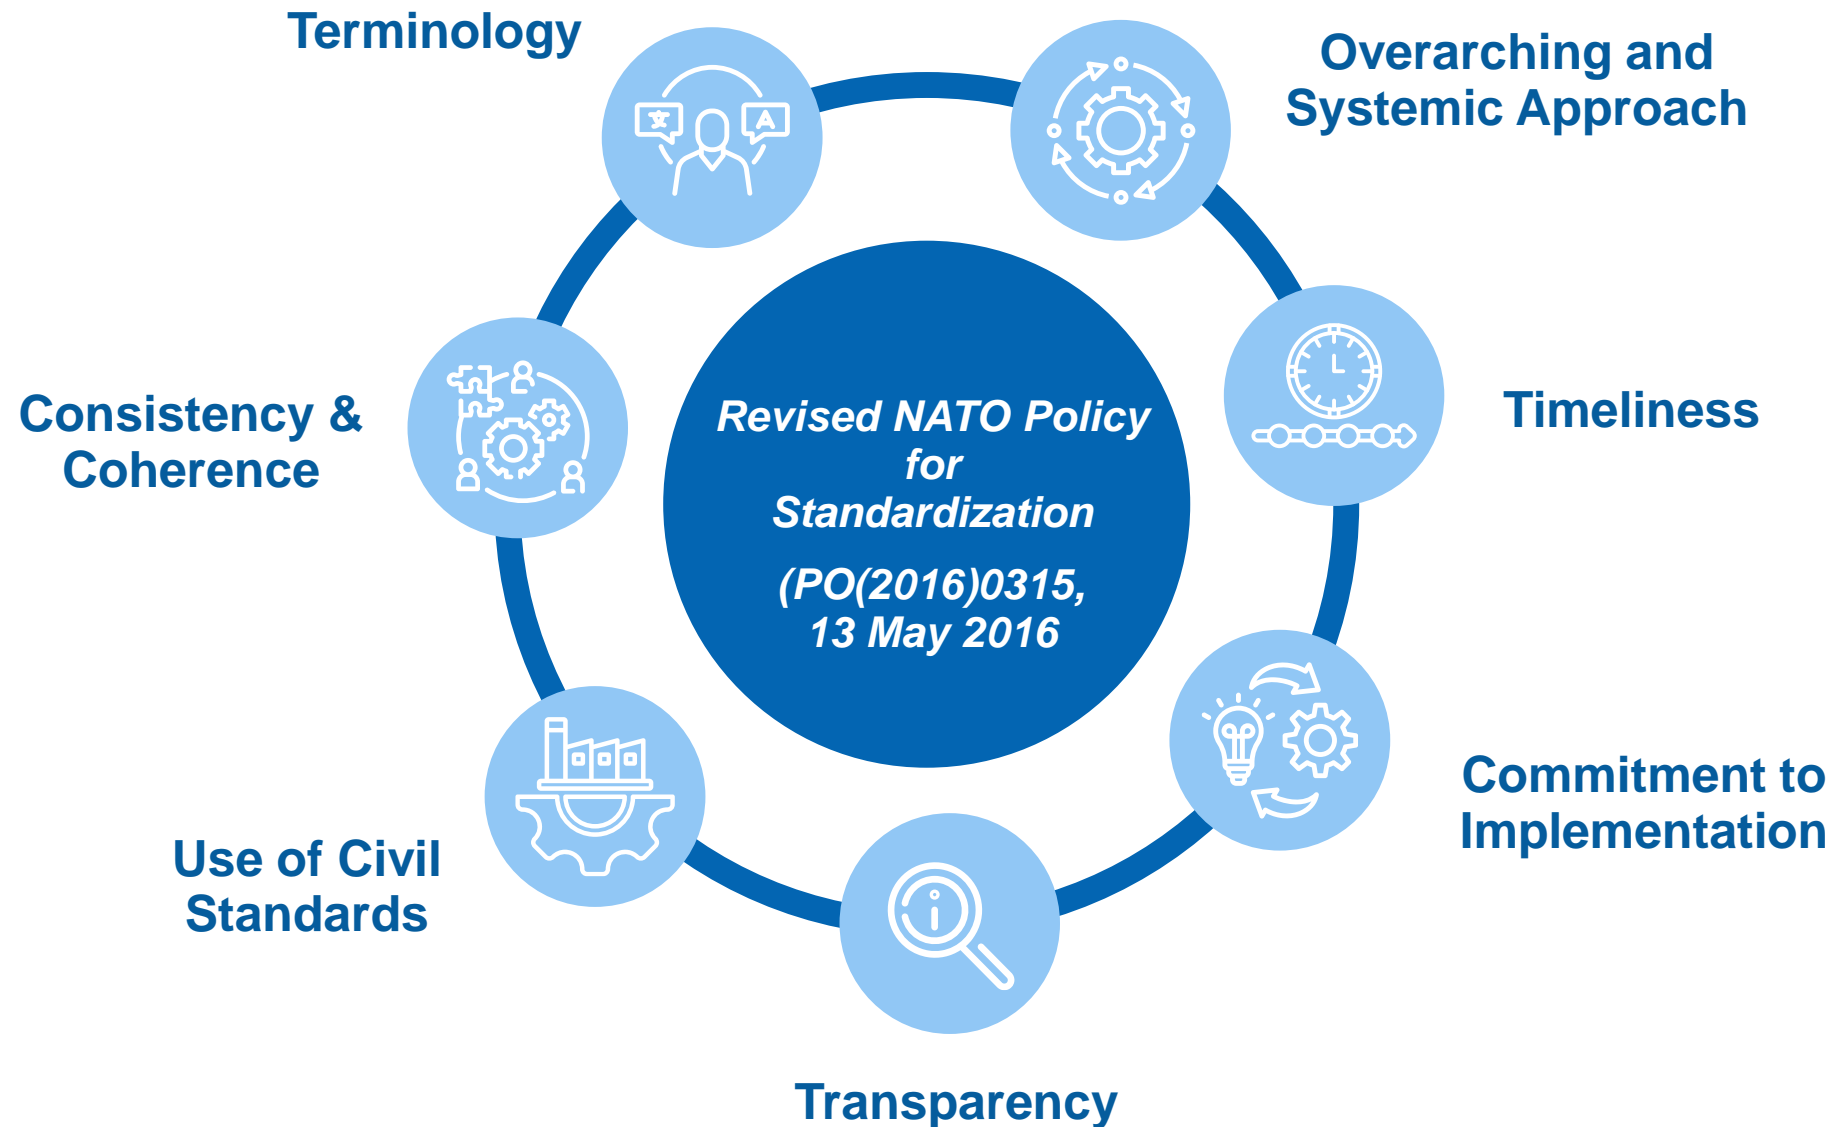 Terminology
Overarching and
Systemic Approach
Timeliness
Commitment to
Implementation
Transparency
Use of Civil
Standards
Consistency &
Coherence
Revised NATO Policy
for
Standardization
(PO(2016)0315,
13 May 2016
A